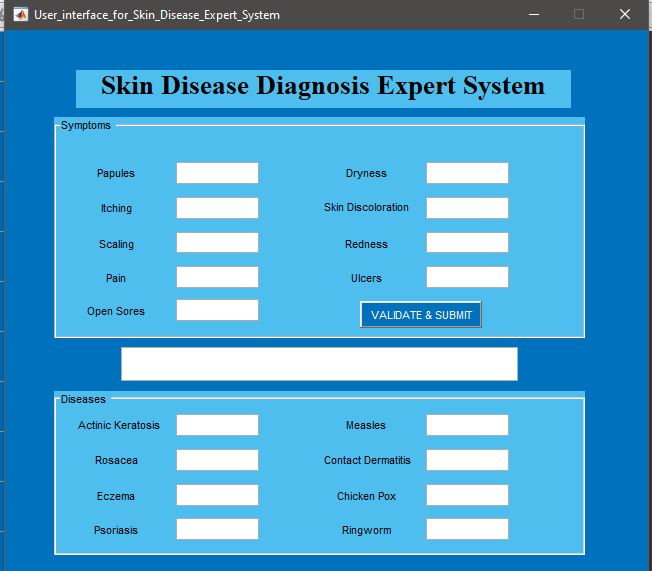 User_interface_for_Skin_Disease_Expert_System
Skin Disease Diagnosis Expert System
Symptoms
Papules
Dryness
Itching
Skin Discoloration
Scaling
Redness
Pain
Ulcers
Open Sores
VALIDATE & SUBMIT
Diseases
Actinic Keratosis
Measles
Rosacea
Contact Dermatitis
Eczema
Chicken Pox
Psoriasis
Ringworm